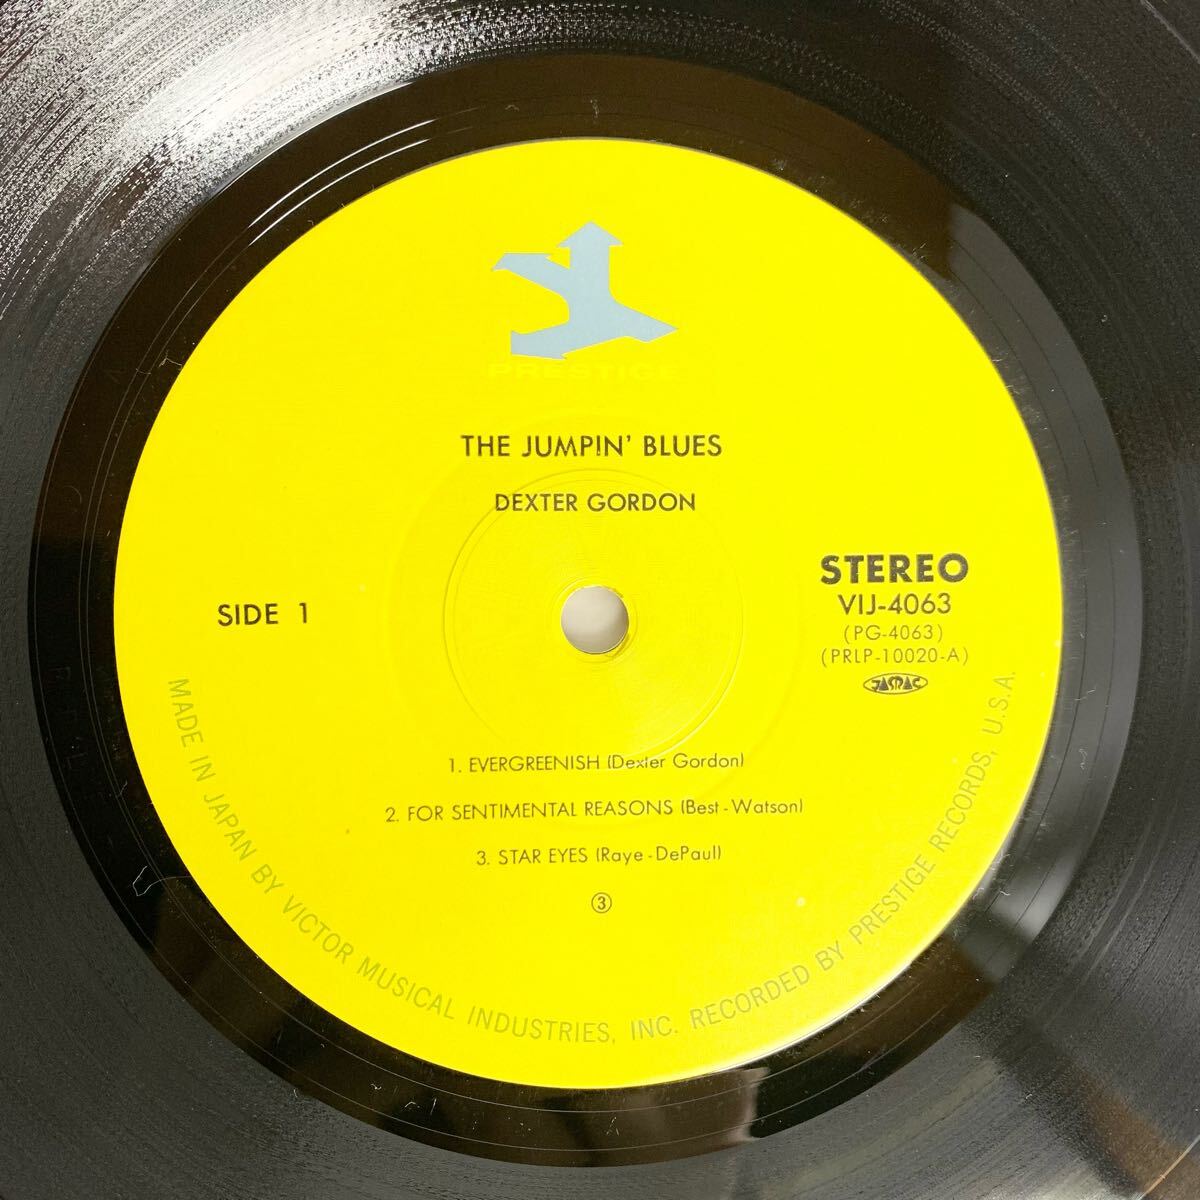 PRESTIGE
THE JUMPIN' BLUES
DEXTER GORDON
SIDE 1
STEREO
VIJ-4063
(PG-4063)
(PRLP-10020-A)
JASRAC
1. EVERGREENISH (Dexter Gordon)
2. FOR SENTIMENTAL REASONS (Best-Watson)
3. STAR EYES (Raye-DePaul)
③
MADE IN JAPAN BY VICTOR MUSICAL INDUSTRIES, INC. RECORDED BY PRESTIGE RECORDS, U.S.A.